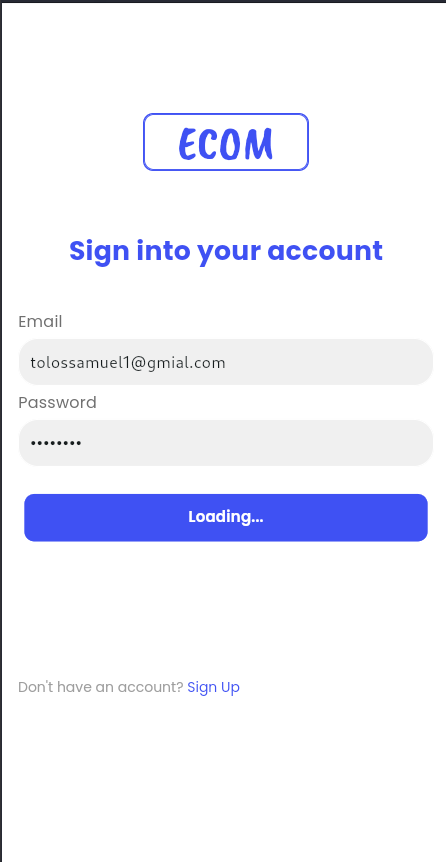 ECOM
Sign into your account
Email
tolossamuel1@gmial.com
Password
••••••••
Loading...
Don't have an account? Sign Up